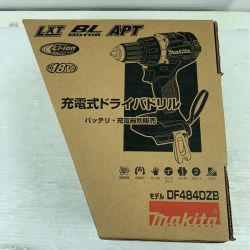 LXT BL MOTOR APT
Li-ion
18V
充電式ドライバドリル
バッテリ・充電器別販売
モデル DF484DZB
makita